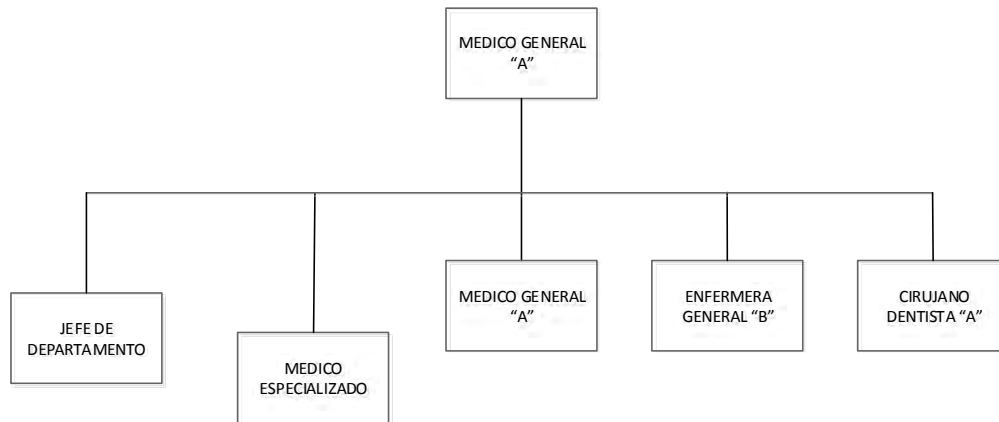 MEDICO GENERAL
“A”
JEFE DE
DEPARTAMENTO
MEDICO
ESPECIALIZADO
MEDICO GENERAL
“A”
ENFERMERA
GENERAL “B”
CIRUJANO
DENTISTA “A”